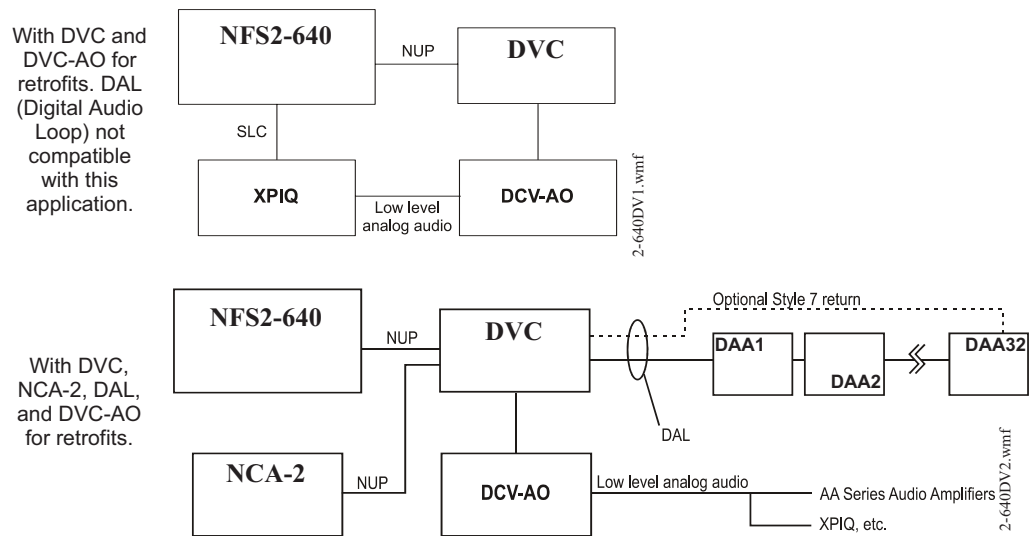 With DVC and
DVC-AO for
retrofits. DAL
(Digital Audio
Loop) not
compatible
with this
application.
NFS2-640
NUP
DVC
SLC
XPIQ
Low level
analog audio
DCV-AO
2-640DV1.wmf
With DVC,
NCA-2, DAL,
and DVC-AO
for retrofits.
NFS2-640
NUP
DVC
Optional Style 7 return
DAA1
DAA2
DAA32
DAL
NCA-2
NUP
DCV-AO
Low level analog audio
AA Series Audio Amplifiers
XPIQ, etc.
2-640DV2.wmf